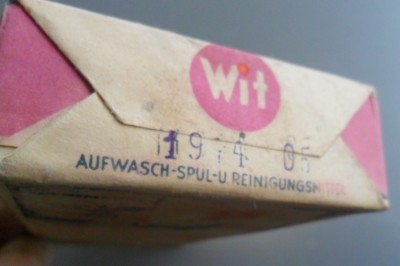 Wit
19 4 05
AUFWASCH-SPÜL-U. REINIGUNGSMITTEL